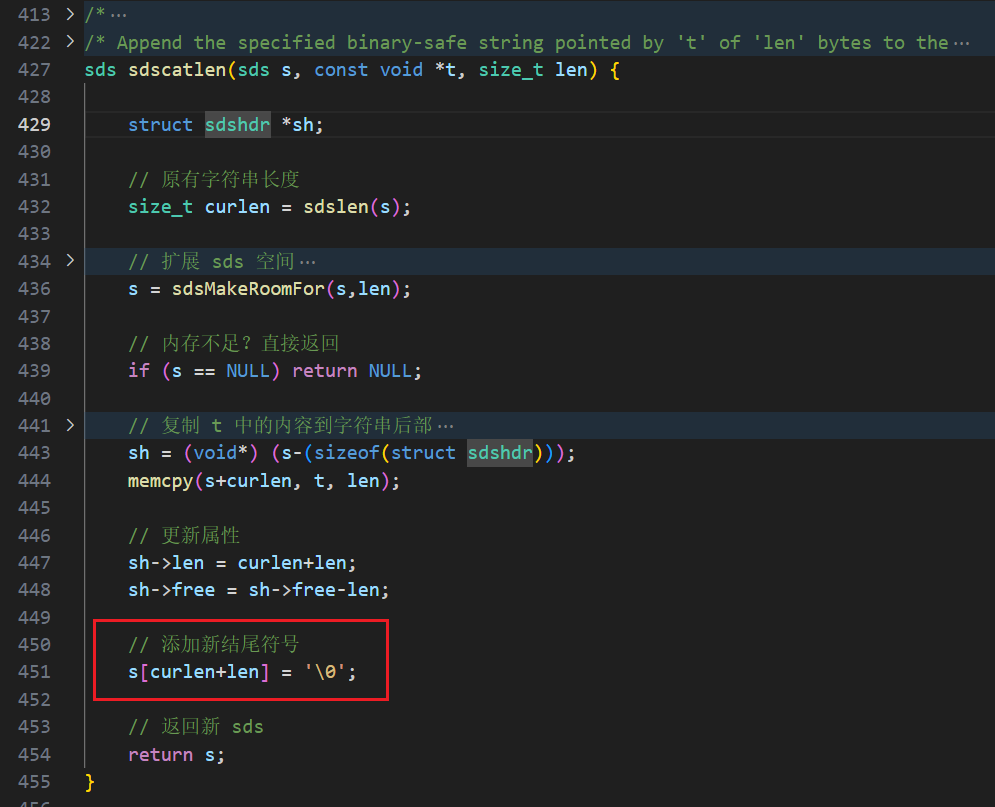 413 > /* ···
422 > /* Append the specified binary-safe string pointed by 't' of 'len' bytes to the ···
427 sds sdscatlen(sds s, const void *t, size_t len) {
428
429     struct sdshdr *sh;
430
431     // 原有字符串长度
432     size_t curlen = sdslen(s);
433
434 >     // 扩展 sds 空间 ···
436     s = sdsMakeRoomFor(s,len);
437
438     // 内存不足？直接返回
439     if (s == NULL) return NULL;
440
441 >     // 复制 t 中的内容到字符串后部 ···
443     sh = (void*) (s-(sizeof(struct sdshdr)));
444     memcpy(s+curlen, t, len);
445
446     // 更新属性
447     sh->len = curlen+len;
448     sh->free = sh->free-len;
449
450     // 添加新结尾符号
451     s[curlen+len] = '\0';
452
453     // 返回新 sds
454     return s;
455 }
456